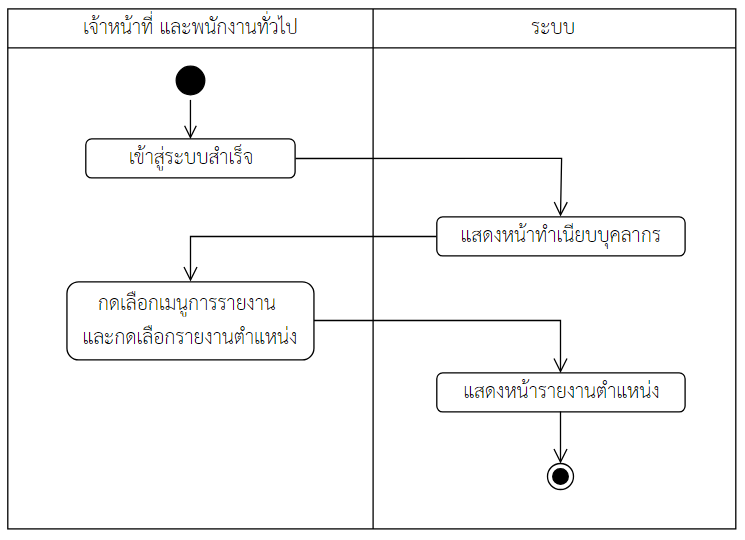 เจ้าหน้าที่ และพนักงานทั่วไป
ระบบ
เข้าสู่ระบบสำเร็จ
แสดงหน้าทำเนียบบุคลากร
กดเลือกเมนูการรายงาน
และกดเลือกรายงานตำแหน่ง
แสดงหน้ารายงานตำแหน่ง